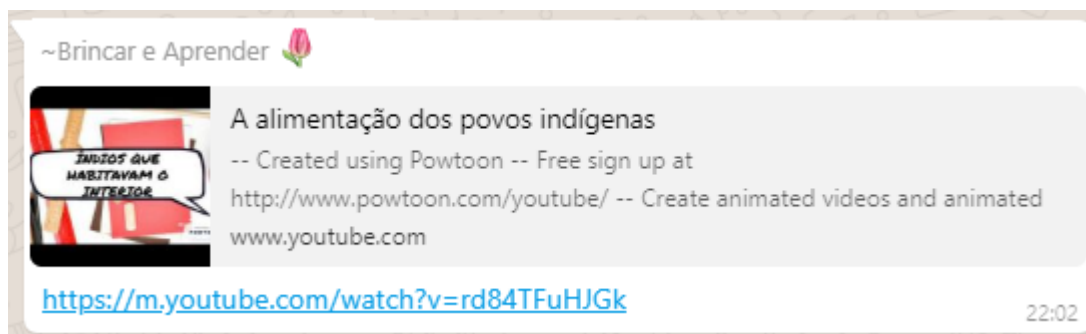 ~Brincar e Aprender 🌷
ÍNDIOS QUE
HABITAVAM O
INTERIOR
A alimentação dos povos indígenas
-- Created using Powtoon -- Free sign up at
http://www.powtoon.com/youtube/ -- Create animated videos and animated
www.youtube.com
https://m.youtube.com/watch?v=rd84TFuHJGk
22:02